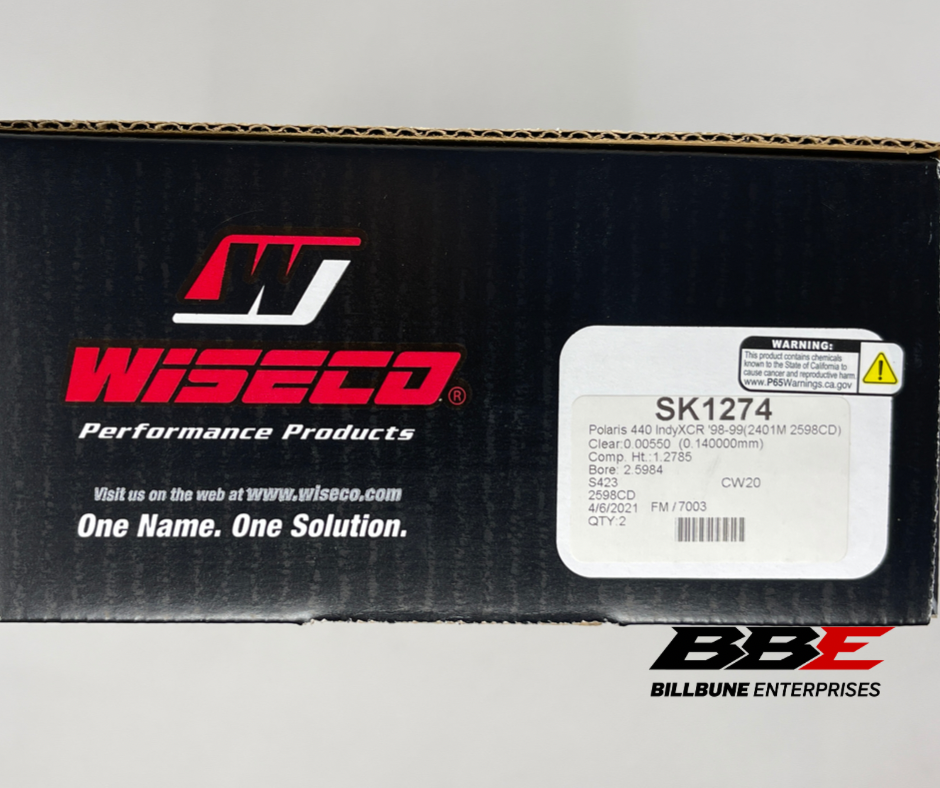 W
WISECO®
Performance Products
Visit us on the web at www.wiseco.com
One Name. One Solution.
WARNING:
This product contains chemicals
known to the State of California to
cause cancer and reproductive harm.
www.P65Warnings.ca.gov
SK1274
Polaris 440 IndyXCR '98-99(2401M 2598CD)
Clear:0.00550 (0.140000mm)
Comp. Ht.:1.2785
Bore: 2.5984
S423 CW20
2598CD
4/6/2021 FM / 7003
QTY:2
BBE
BILLBUNE ENTERPRISES